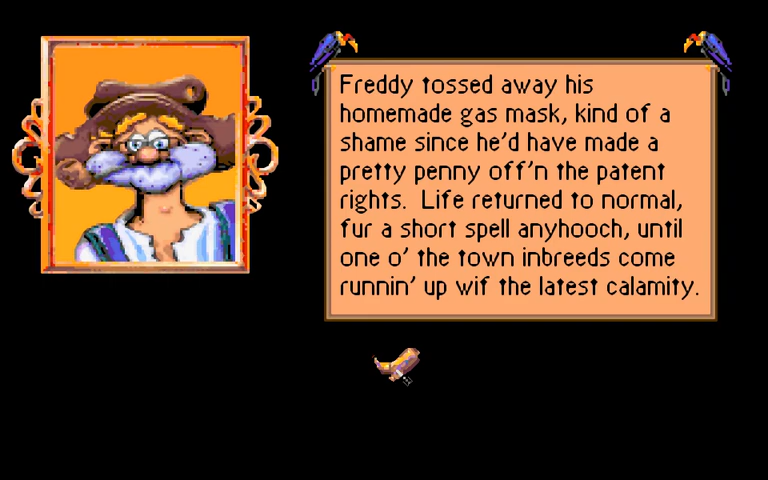 Freddy tossed away his
homemade gas mask, kind of a
shame since he'd have made a
pretty penny off'n the patent
rights.  Life returned to normal,
fur a short spell anyhooch, until
one o' the town inbreeds come
runnin' up wif the latest calamity.